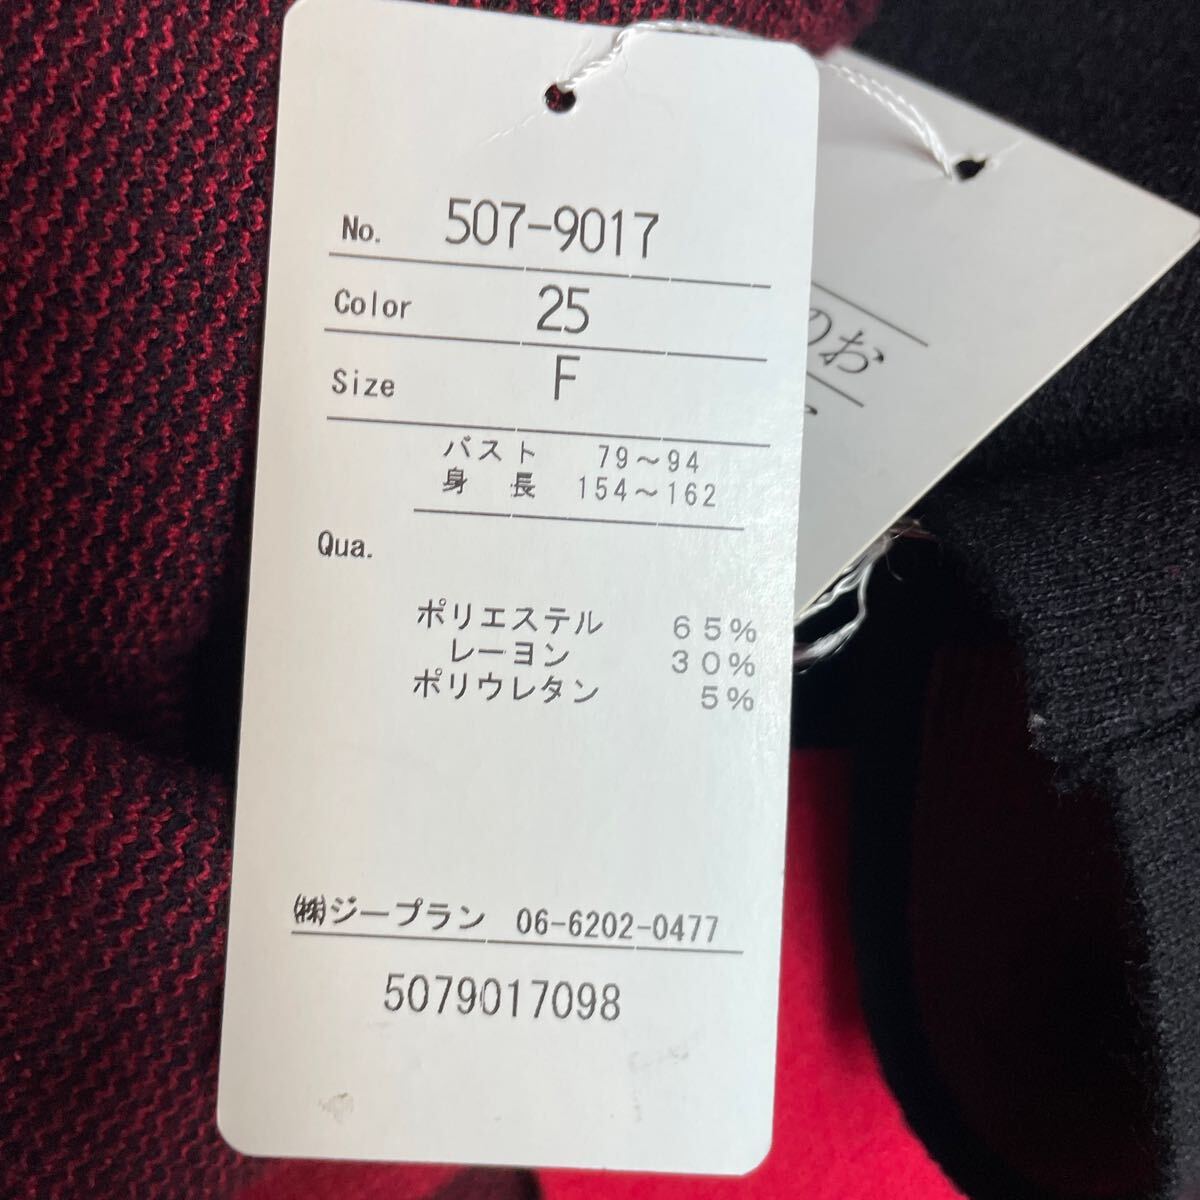 No. 507-9017
Color 25
Size F
バスト 79～94
身長 154～162
Qua.
ポリエステル 65%
レーヨン 30%
ポリウレタン 5%
㈱ジープラン 06-6202-0477
5079017098
のお